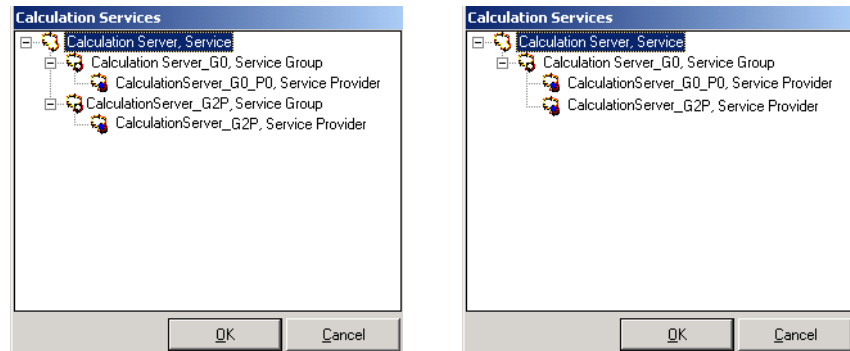 Calculation Services
Calculation Server, Service
Calculation Server_G0, Service Group
CalculationServer_G0_P0, Service Provider
CalculationServer_G2P, Service Group
CalculationServer_G2P, Service Provider
OK
Cancel
Calculation Services
Calculation Server, Service
Calculation Server_G0, Service Group
CalculationServer_G0_P0, Service Provider
CalculationServer_G2P, Service Provider
OK
Cancel